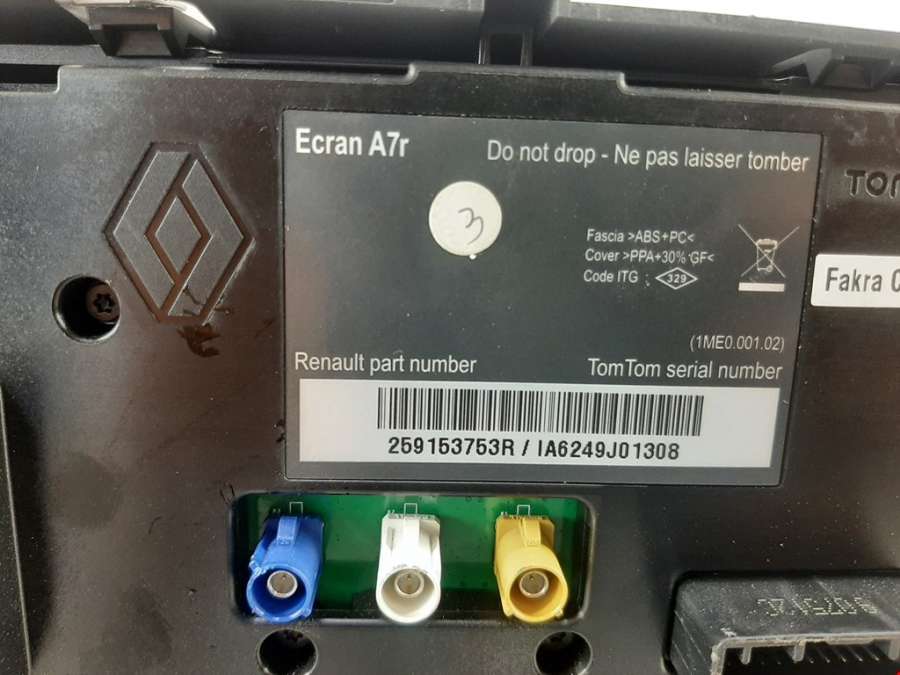 Ecran A7r
Do not drop - Ne pas laisser tomber
3
Fascia >ABS+PC<
Cover >PPA+30% GF<
Code ITG : 329
(1ME0.001.02)
Renault part number
TomTom serial number
259153753R / IA6249J01308
TOM
Fakra C